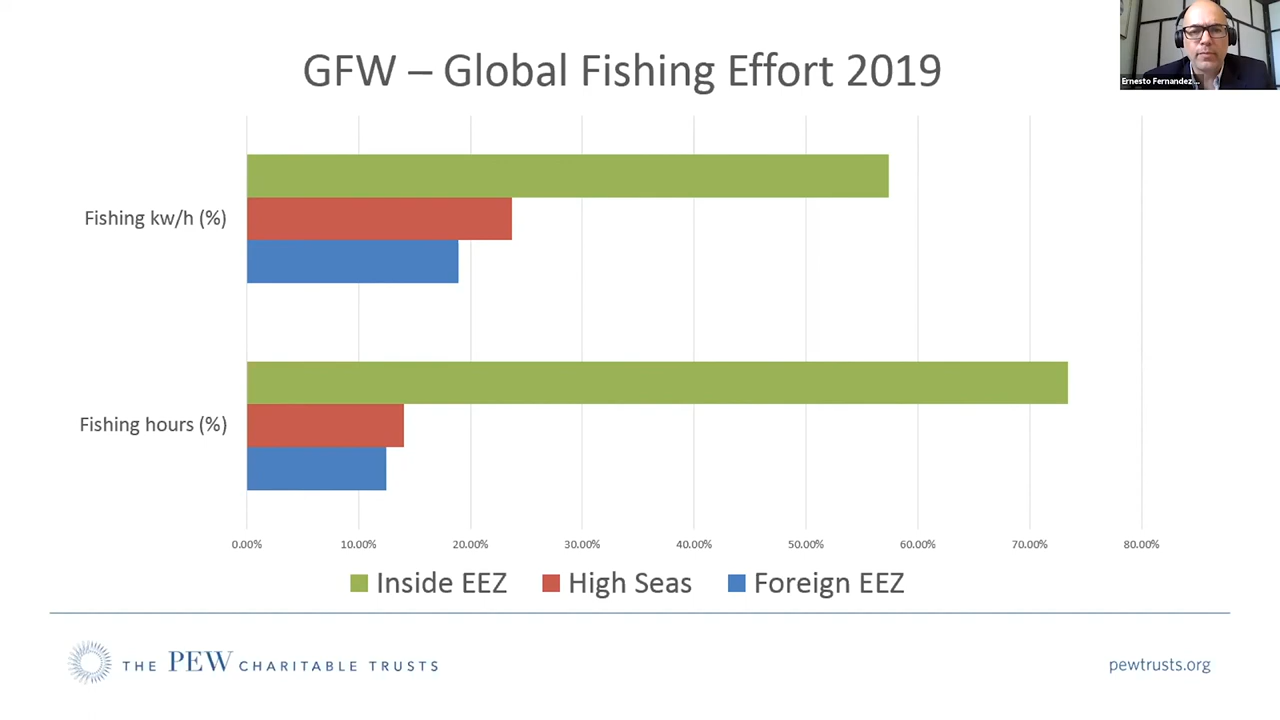 GFW – Global Fishing Effort 2019
Ernesto Fernandez ...
Fishing kw/h (%)
Fishing hours (%)
0.00% 10.00% 20.00% 30.00% 40.00% 50.00% 60.00% 70.00% 80.00%
Inside EEZ High Seas Foreign EEZ
THE PEW CHARITABLE TRUSTS
pewtrusts.org